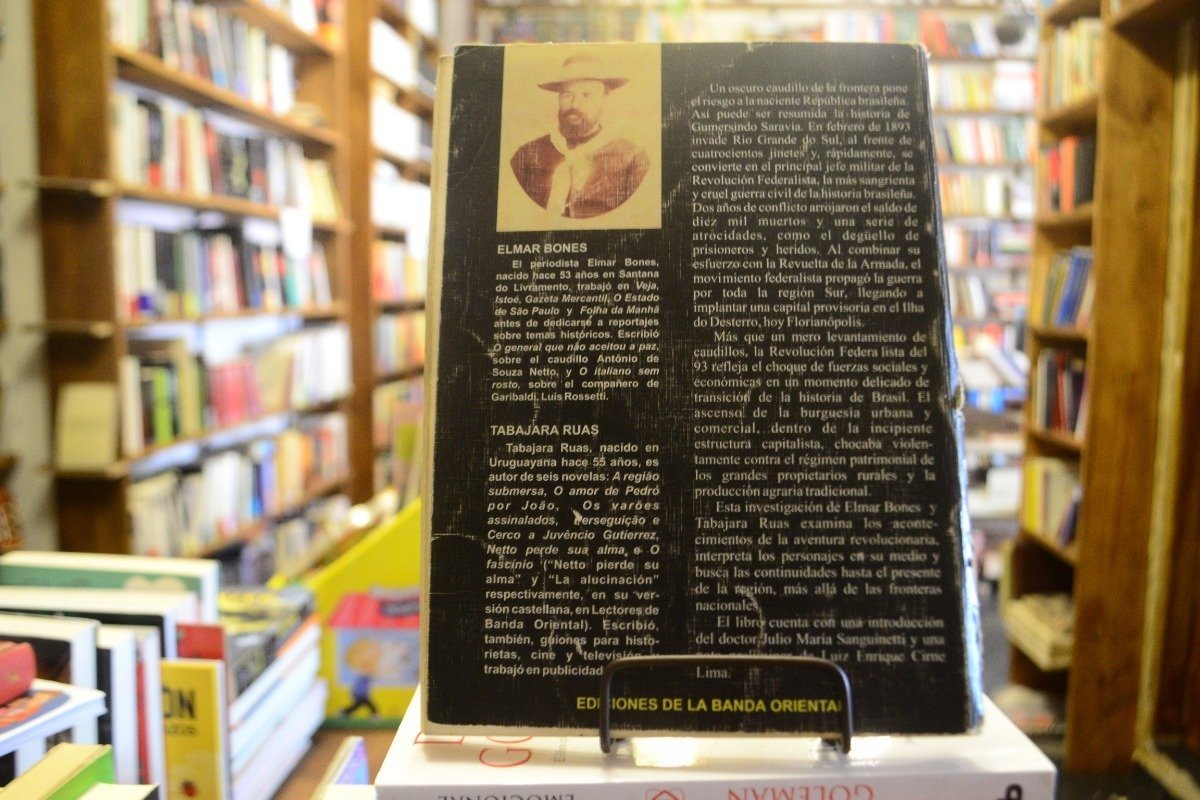 ELMAR BONES
El periodista Elmar Bones,
nacido hace 53 años en Santana
do Livramento, trabajó en Veja,
Istoé, Gazeta Mercantil, O Estado
de São Paulo y Folha da Manhã
antes de dedicarse a reportajes
sobre temas históricos. Escribió
O general que não aceitou a paz,
sobre el caudillo António de
Souza Netto, y O italiano sem
rosto, sobre el compañero de
Garibaldi, Luis Rossetti.
TABAJARA RUAS
Tabajara Ruas, nacido en
Uruguayana hace 55 años, es
autor de seis novelas: A região
submersa, O amor de Pedro
por João, Os varões
assinalados, Perseguição e
Cerco a Juvêncio Gutierrez,
Netto perde sua alma e O
fascínio ("Netto pierde su
alma" y "La alucinación"
respectivamente, en su ver-
sión castellana, en Lectores de
Banda Oriental). Escribió,
también, guiones para histo-
rietas, cine y televisión
trabajó en publicidad
Un oscuro caudillo de la frontera pone
el riesgo a la naciente República brasileña.
Así puede ser resumida la historia de
Gumersindo Saravia. En febrero de 1893
invade Rio Grande do Sul, al frente de
cuatrocientos jinetes y, rápidamente, se
convierte en el principal jefe militar de la
Revolución Federalista, la más sangrienta
y cruel guerra civil de la historia brasileña.
Dos años de conflicto arrojaron el saldo de
diez mil muertos y una serie de
atrocidades, como el degüello de
prisioneros y heridos. Al combinar su
esfuerzo con la Revuelta de la Armada, el
movimiento federalista propagó la guerra
por toda la región Sur, llegando a
implantar una capital provisoria en el Ilha
do Desterro, hoy Florianópolis.
Más que un mero levantamiento de
caudillos, la Revolución Federa lista del
93 refleja el choque de fuerzas sociales y
económicas en un momento delicado de
transición de la historia de Brasil. El
ascenso de la burguesía urbana y
comercial, dentro de la incipiente
estructura capitalista, chocaba violen-
tamente contra el régimen patrimonial de
los grandes propietarios rurales y la
producción agraria tradicional.
Esta investigación de Elmar Bones y
Tabajara Ruas examina los aconte-
cimientos de la aventura revolucionaria,
interpreta los personajes en su medio y
busca las continuidades hasta el presente
de la región, más allá de las fronteras
nacionales.
El libro cuenta con una introducción
del doctor Julio María Sanguinetti y una
de Luiz Enrique Cirne
Lima.
EDICIONES DE LA BANDA ORIENTAL
GOLEMAN
EMOCIONAL